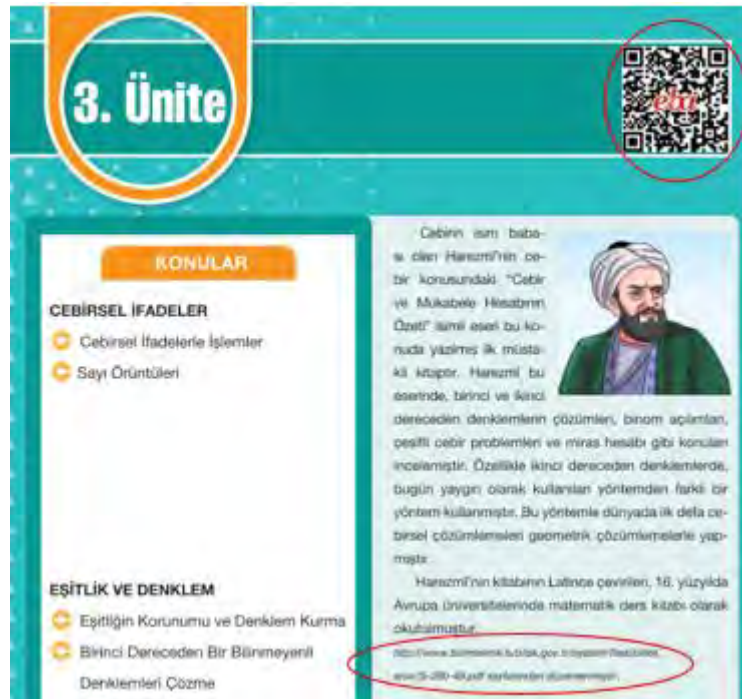 3. Ünite
eba
KONULAR
CEBİRSEL İFADELER
Cebirsel İfadelerle İşlemler
Sayı Örüntüleri
EŞİTLİK VE DENKLEM
Eşitliğin Korunumu ve Denklem Kurma
Birinci Dereceden Bir Bilinmeyenli
Denklemleri Çözme
Cebirin isim baba-
sı olan Harezmî'nin ce-
bir konusundaki "Cebir
ve Mukabele Hesabının
Özeti" isimli eseri bu ko-
nuda yazılmış ilk müsta-
kil kitaptır. Harezmî bu
eserinde, birinci ve ikinci
dereceden denklemlerin çözümleri, binom açılımları,
çeşitli cebir problemleri ve miras hesabı gibi konuları
incelemiştir. Özellikle ikinci dereceden denklemlerde,
bugün yaygın olarak kullanılan yöntemden farklı bir
yöntem kullanmıştır. Bu yöntemle dünyada ilk defa ce-
birsel çözümlemeleri geometrik çözümlemelerle yap-
mıştır.
Harezmî'nin kitabının Latince çevirileri, 16. yüzyılda
Avrupa üniversitelerinde matematik ders kitabı olarak
okutulmuştur.